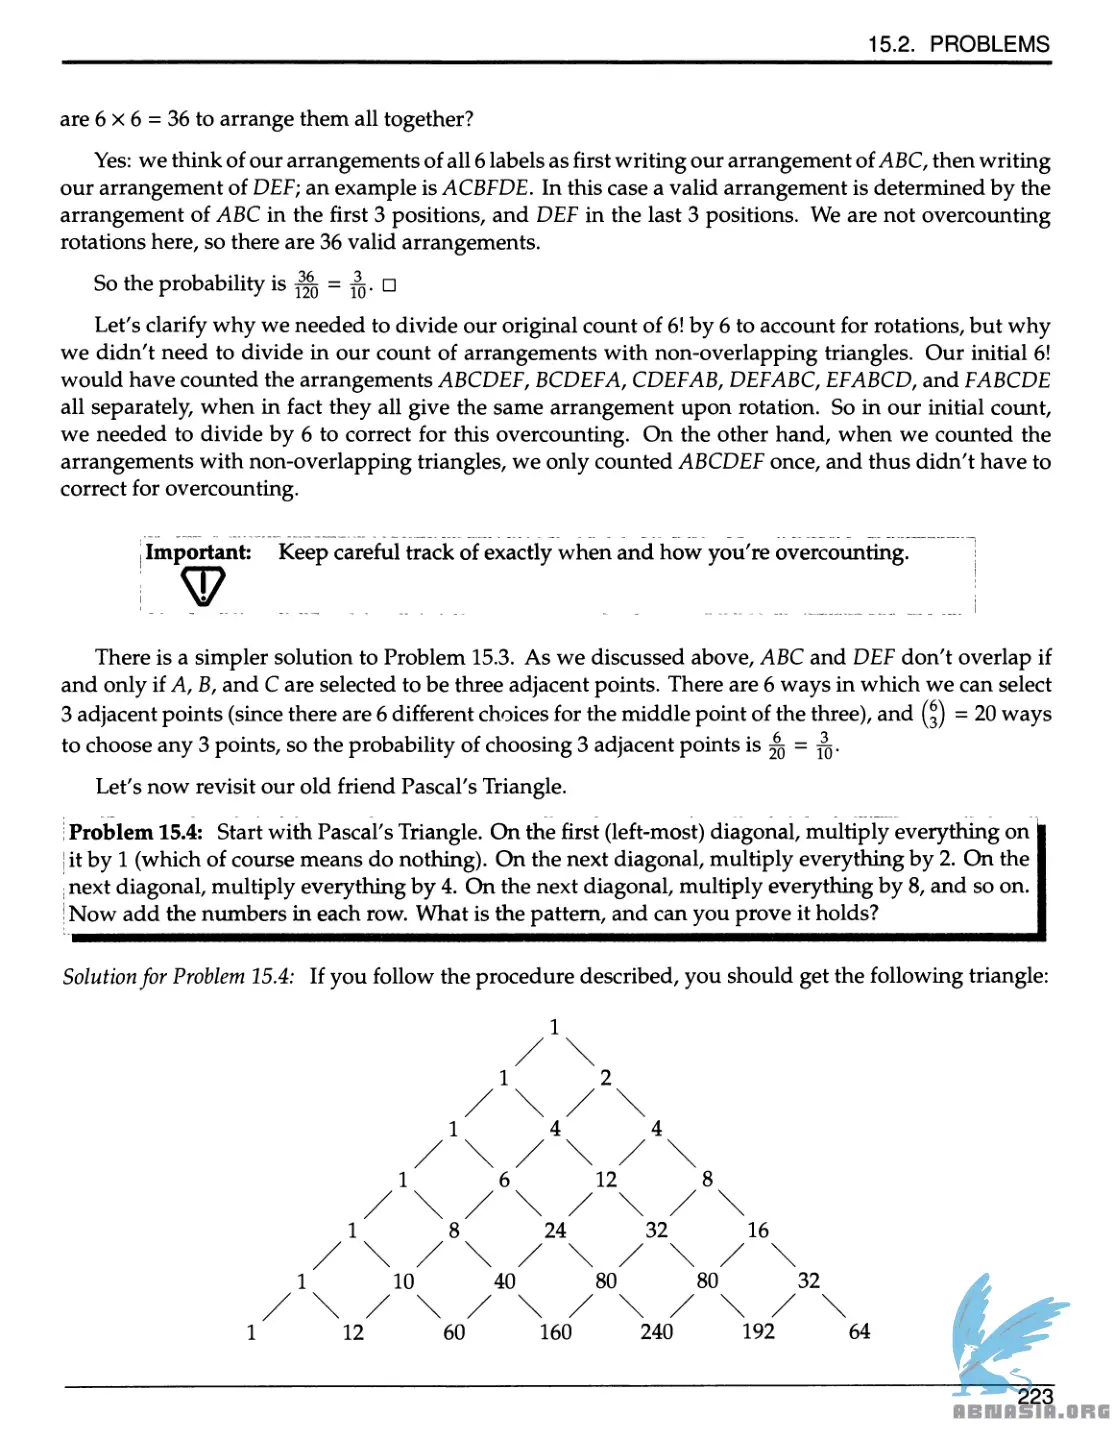 15.2. PROBLEMS
are 6 × 6 = 36 to arrange them all together?
Yes: we think of our arrangements of all 6 labels as first writing our arrangement of ABC, then writing
our arrangement of DEF; an example is ACBFDE. In this case a valid arrangement is determined by the
arrangement of ABC in the first 3 positions, and DEF in the last 3 positions. We are not overcounting
rotations here, so there are 36 valid arrangements.
So the probability is 36/120 = 3/10. □
Let's clarify why we needed to divide our original count of 6! by 6 to account for rotations, but why
we didn't need to divide in our count of arrangements with non-overlapping triangles. Our initial 6!
would have counted the arrangements ABCDEF, BCDEFA, CDEFAB, DEFABC, EFABCD, and FABCDE
all separately, when in fact they all give the same arrangement upon rotation. So in our initial count,
we needed to divide by 6 to correct for this overcounting. On the other hand, when we counted the
arrangements with non-overlapping triangles, we only counted ABCDEF once, and thus didn't have to
correct for overcounting.
Important: Keep careful track of exactly when and how you're overcounting.
There is a simpler solution to Problem 15.3. As we discussed above, ABC and DEF don't overlap if
and only if A, B, and C are selected to be three adjacent points. There are 6 ways in which we can select
3 adjacent points (since there are 6 different choices for the middle point of the three), and (6 3) = 20 ways
to choose any 3 points, so the probability of choosing 3 adjacent points is 6/20 = 3/10.
Let's now revisit our old friend Pascal's Triangle.
Problem 15.4: Start with Pascal's Triangle. On the first (left-most) diagonal, multiply everything on
it by 1 (which of course means do nothing). On the next diagonal, multiply everything by 2. On the
next diagonal, multiply everything by 4. On the next diagonal, multiply everything by 8, and so on.
Now add the numbers in each row. What is the pattern, and can you prove it holds?
Solution for Problem 15.4: If you follow the procedure described, you should get the following triangle:
1
1 2
1 4 4
1 6 12 8
1 8 24 32 16
1 10 40 80 80 32
1 12 60 160 240 192 64
223
ABNASIA.ORG